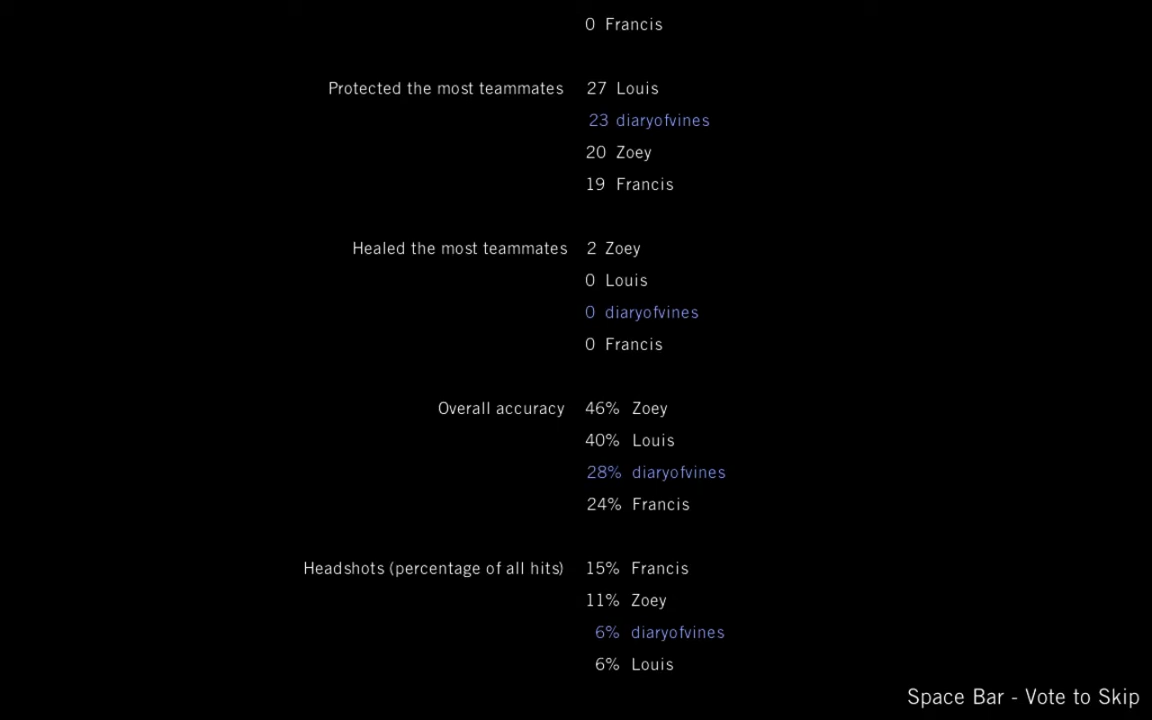 0 Francis
Protected the most teammates 27 Louis
23 diaryofvines
20 Zoey
19 Francis
Healed the most teammates 2 Zoey
0 Louis
0 diaryofvines
0 Francis
Overall accuracy 46% Zoey
40% Louis
28% diaryofvines
24% Francis
Headshots (percentage of all hits) 15% Francis
11% Zoey
6% diaryofvines
6% Louis
Space Bar - Vote to Skip